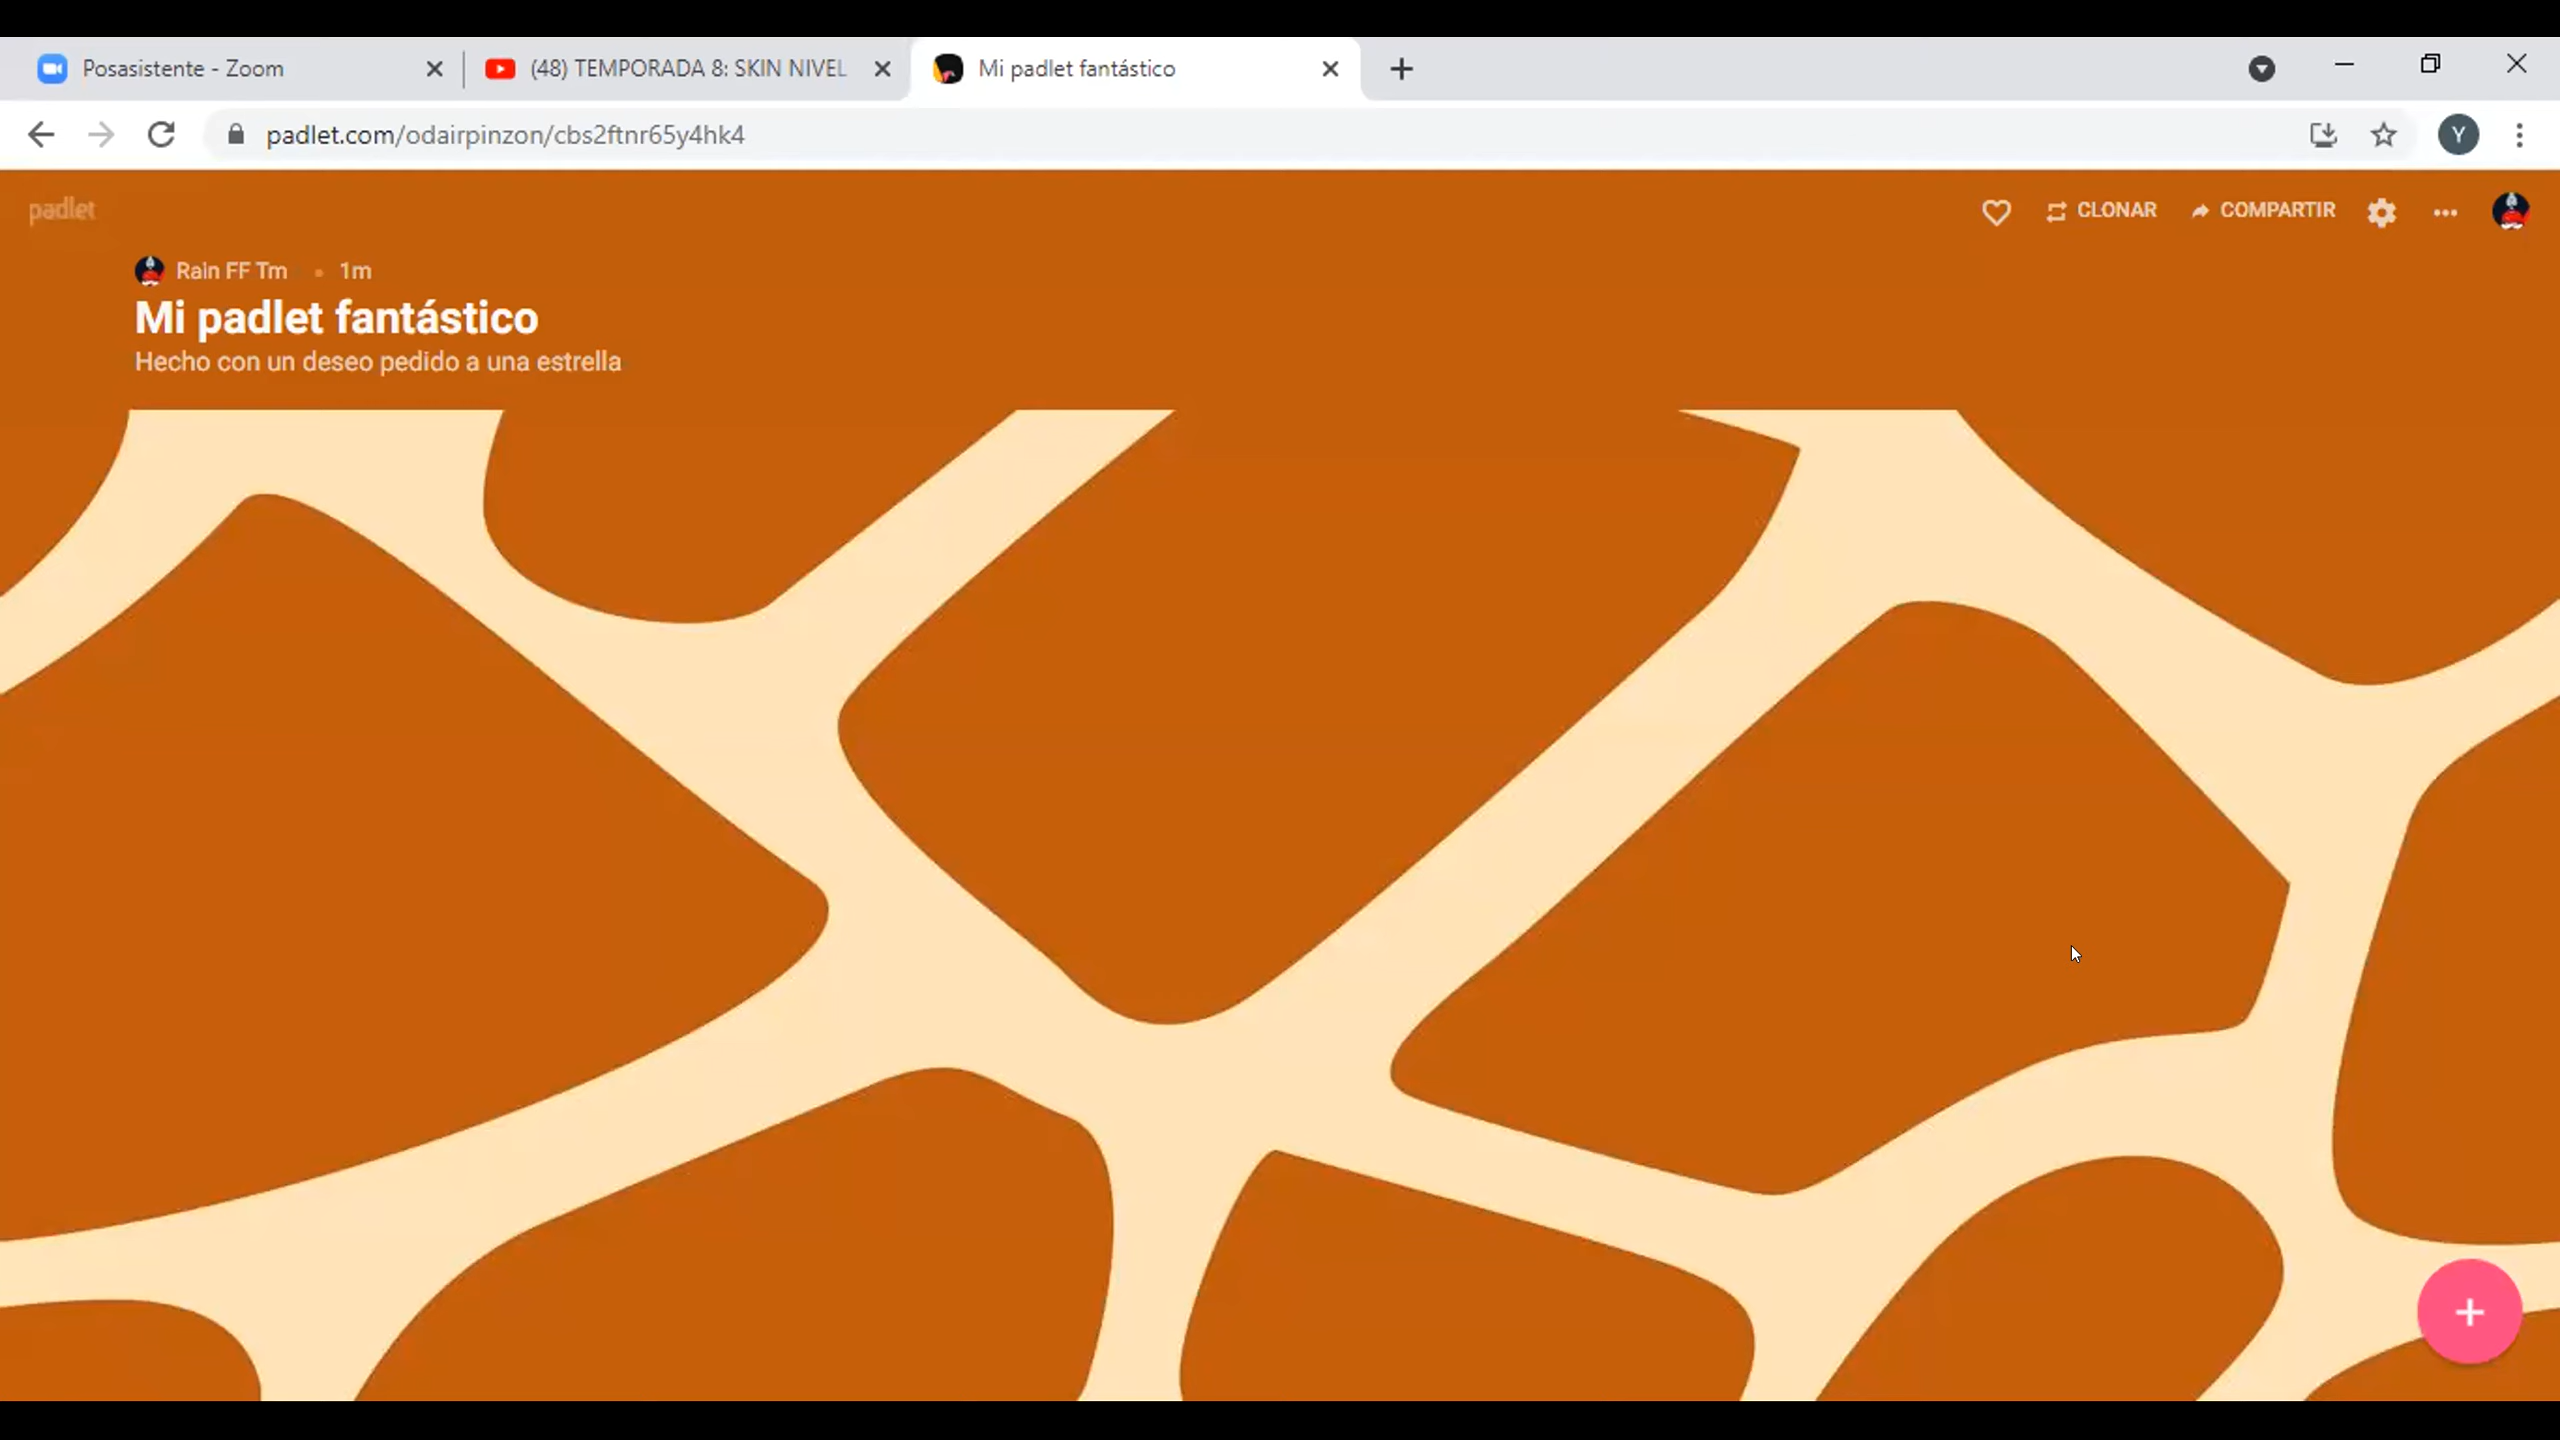 Posasistente - Zoom
(48) TEMPORADA 8: SKIN NIVEL
Mi padlet fantástico
padlet.com/odairpinzon/cbs2ftnr65y4hk4
Y
padlet
CLONAR
COMPARTIR
Rain FF Tm • 1m
Mi padlet fantástico
Hecho con un deseo pedido a una estrella